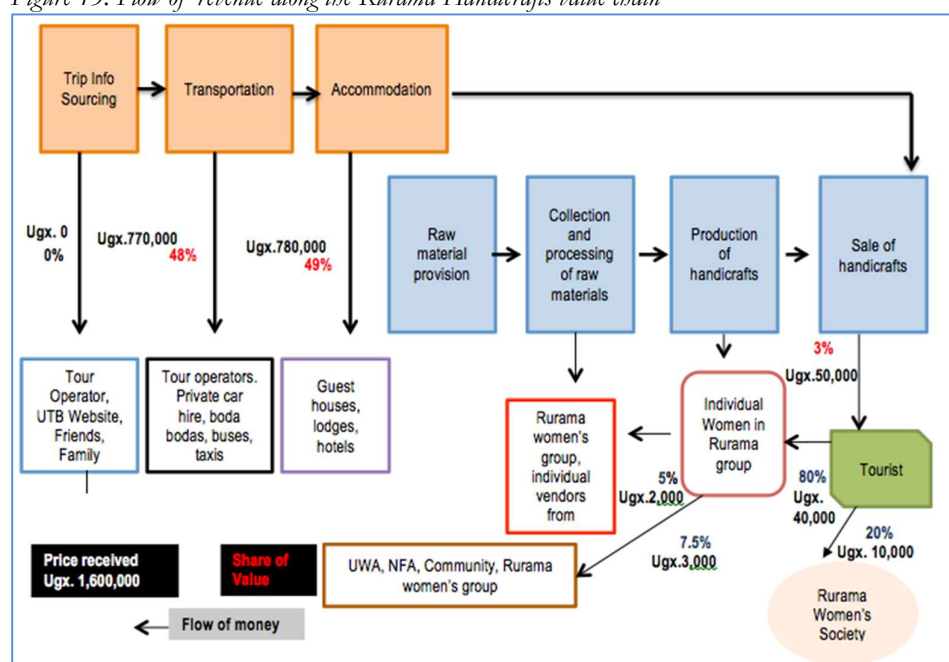 Figure 15: Flow of revenue along the Rurama Handicrafts value chain
Trip Info
Sourcing
Transportation
Accommodation
Ugx. 0
0%
Ugx.770,000
48%
Ugx.780,000
49%
Raw
material
provision
Collection
and
processing
of raw
materials
Production
of
handicrafts
Sale of
handicrafts
3%
Ugx.50,000
Tour
Operator,
UTB Website,
Friends,
Family
Tour operators.
Private car
hire, boda
bodas, buses,
taxis
Guest
houses,
lodges,
hotels
Rurama
women's
group,
individual
vendors
from
Individual
Women in
Rurama
group
Tourist
5%
Ugx.2,000
80%
Ugx.
40,000
20%
Ugx. 10,000
7.5%
Ugx.3,000
Price received
Ugx. 1,600,000
Share of
Value
UWA, NFA, Community, Rurama
women's group
Flow of money
Rurama
Women's
Society